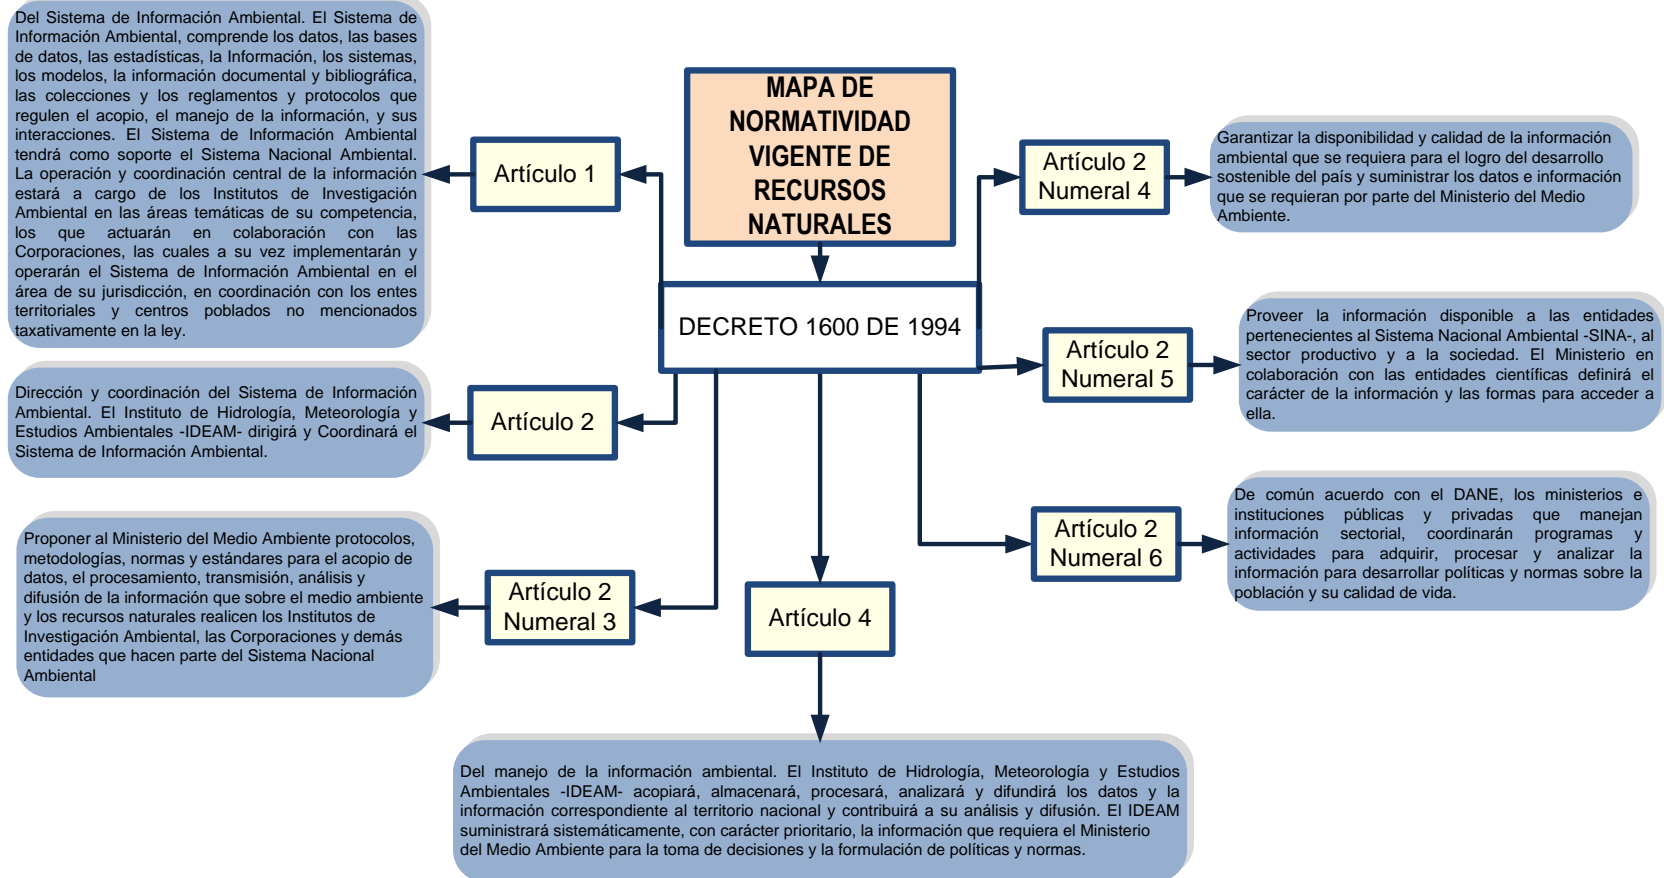 Del Sistema de Información Ambiental. El Sistema de
Información Ambiental, comprende los datos, las bases
de datos, las estadísticas, la Información, los sistemas,
los modelos, la información documental y bibliográfica,
las colecciones y los reglamentos y protocolos que
regulen el acopio, el manejo de la información, y sus
interacciones. El Sistema de Información Ambiental
tendrá como soporte el Sistema Nacional Ambiental.
La operación y coordinación central de la información
estará a cargo de los Institutos de Investigación
Ambiental en las áreas temáticas de su competencia,
los que actuarán en colaboración con las
Corporaciones, las cuales a su vez implementarán y
operarán el Sistema de Información Ambiental en el
área de su jurisdicción, en coordinación con los entes
territoriales y centros poblados no mencionados
taxativamente en la ley.
Artículo 1
MAPA DE
NORMATIVIDAD
VIGENTE DE
RECURSOS
NATURALES
DECRETO 1600 DE 1994
Artículo 2
Numeral 4
Garantizar la disponibilidad y calidad de la información
ambiental que se requiera para el logro del desarrollo
sostenible del país y suministrar los datos e información
que se requieran por parte del Ministerio del Medio
Ambiente.
Dirección y coordinación del Sistema de Información
Ambiental. El Instituto de Hidrología, Meteorología y
Estudios Ambientales -IDEAM- dirigirá y Coordinará el
Sistema de Información Ambiental.
Artículo 2
Artículo 2
Numeral 5
Proveer la información disponible a las entidades
pertenecientes al Sistema Nacional Ambiental -SINA-, al
sector productivo y a la sociedad. El Ministerio en
colaboración con las entidades científicas definirá el
carácter de la información y las formas para acceder a
ella.
Proponer al Ministerio del Medio Ambiente protocolos,
metodologías, normas y estándares para el acopio de
datos, el procesamiento, transmisión, análisis y
difusión de la información que sobre el medio ambiente
y los recursos naturales realicen los Institutos de
Investigación Ambiental, las Corporaciones y demás
entidades que hacen parte del Sistema Nacional
Ambiental
Artículo 2
Numeral 3
Artículo 4
Artículo 2
Numeral 6
De común acuerdo con el DANE, los ministerios e
instituciones públicas y privadas que manejan
información sectorial, coordinarán programas y
actividades para adquirir, procesar y analizar la
información para desarrollar políticas y normas sobre la
población y su calidad de vida.
Del manejo de la información ambiental. El Instituto de Hidrología, Meteorología y Estudios
Ambientales -IDEAM- acopiará, almacenará, procesará, analizará y difundirá los datos y la
información correspondiente al territorio nacional y contribuirá a su análisis y difusión. El IDEAM
suministrará sistemáticamente, con carácter prioritario, la información que requiera el Ministerio
del Medio Ambiente para la toma de decisiones y la formulación de políticas y normas.